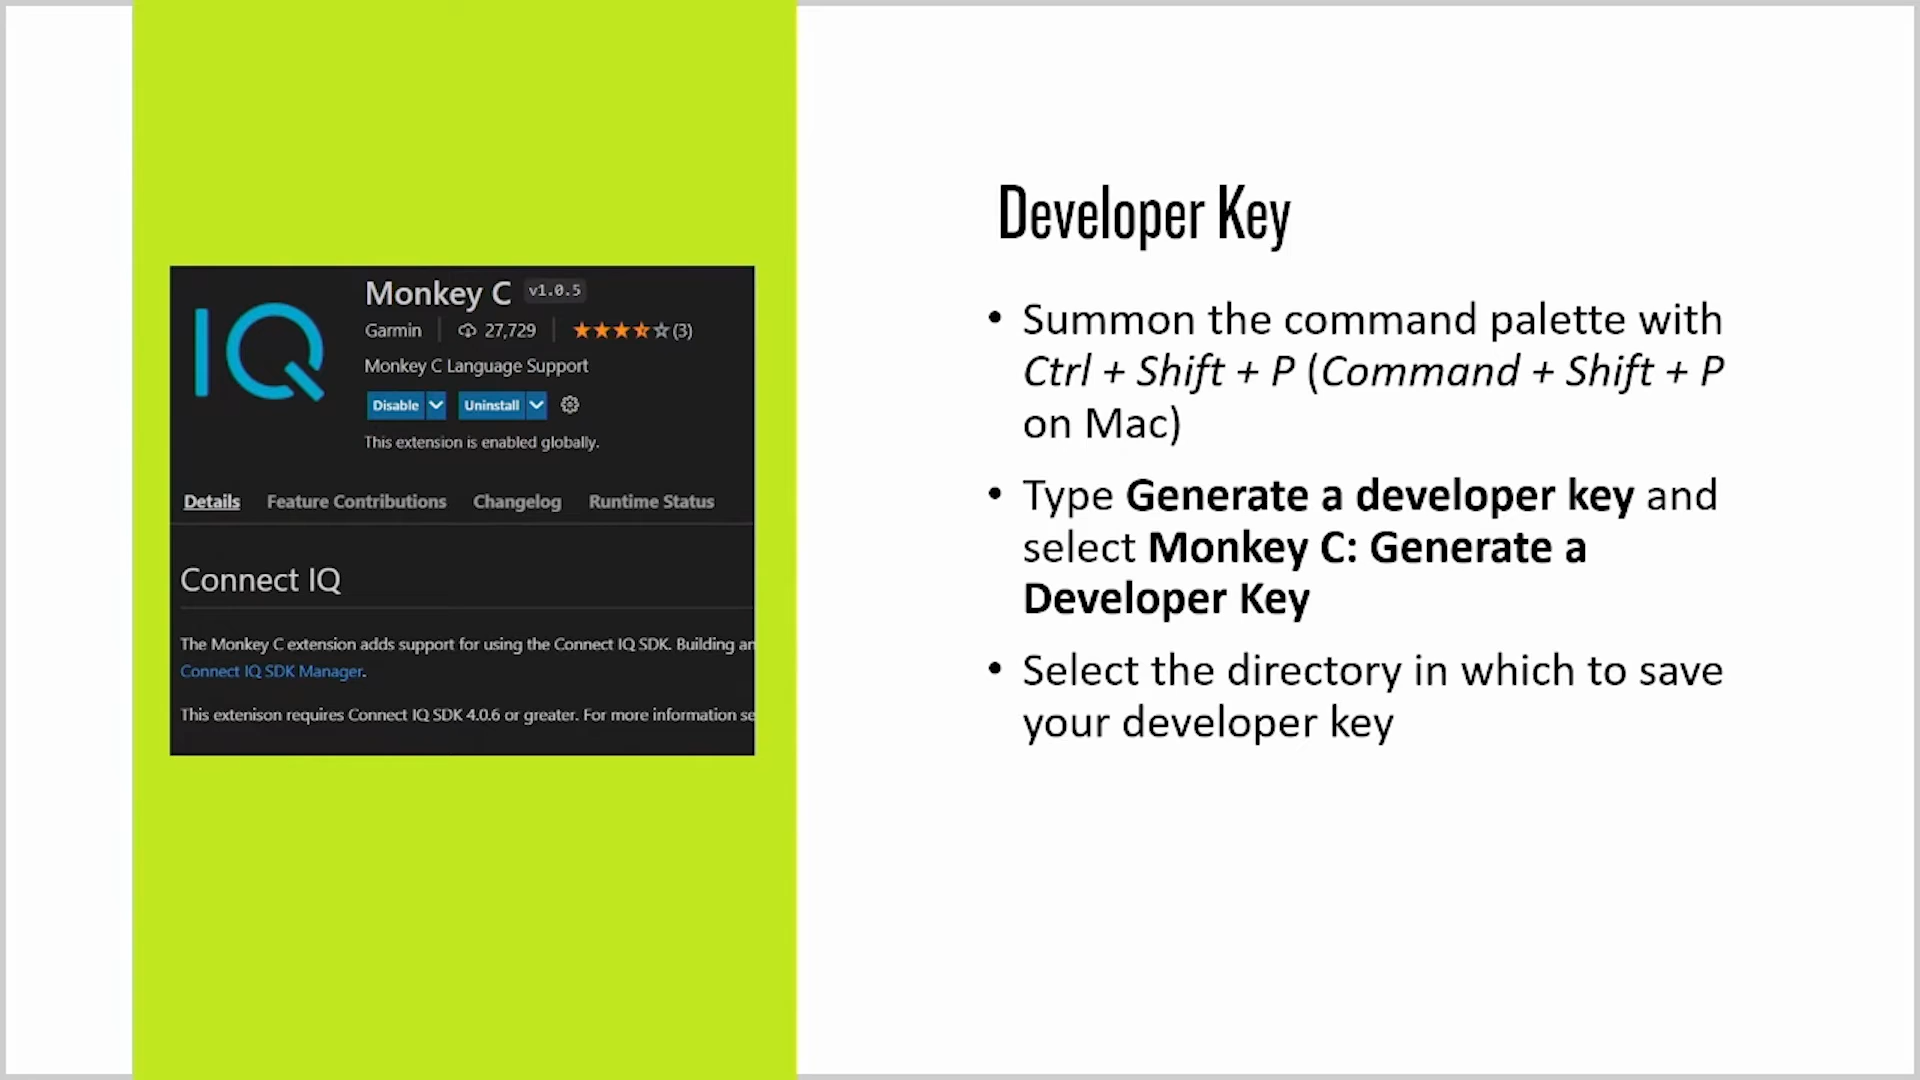 IQ
Monkey C v1.0.5
Garmin 27,729 (3)
Monkey C Language Support
Disable Uninstall
This extension is enabled globally.
Details Feature Contributions Changelog Runtime Status
Connect IQ
The Monkey C extension adds support for using the Connect IQ SDK. Building an
Connect IQ SDK Manager.
This extenison requires Connect IQ SDK 4.0.6 or greater. For more information se
Developer Key
• Summon the command palette with
Ctrl + Shift + P (Command + Shift + P
on Mac)
• Type Generate a developer key and
select Monkey C: Generate a
Developer Key
• Select the directory in which to save
your developer key